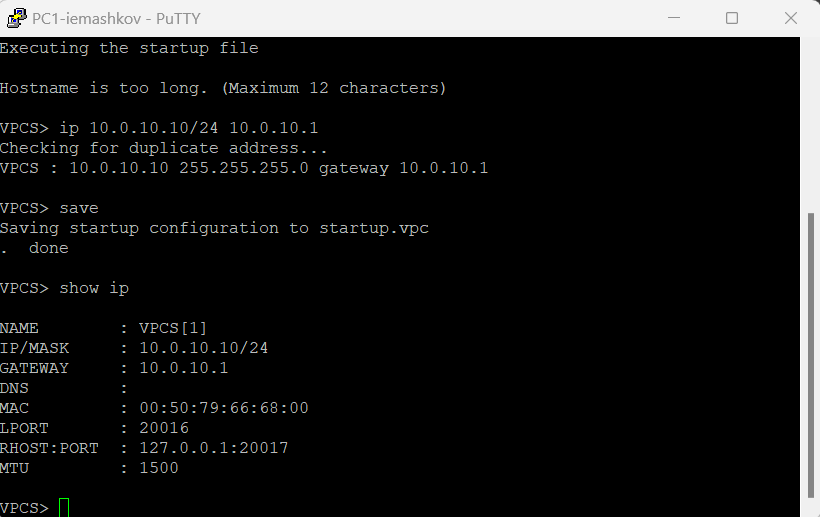 PC1-iemashkov - PuTTY
Executing the startup file
Hostname is too long. (Maximum 12 characters)
VPCS> ip 10.0.10.10/24 10.0.10.1
Checking for duplicate address...
VPCS : 10.0.10.10 255.255.255.0 gateway 10.0.10.1
VPCS> save
Saving startup configuration to startup.vpc
.  done
VPCS> show ip
NAME        : VPCS[1]
IP/MASK     : 10.0.10.10/24
GATEWAY     : 10.0.10.1
DNS         :
MAC         : 00:50:79:66:68:00
LPORT       : 20016
RHOST:PORT  : 127.0.0.1:20017
MTU         : 1500
VPCS>